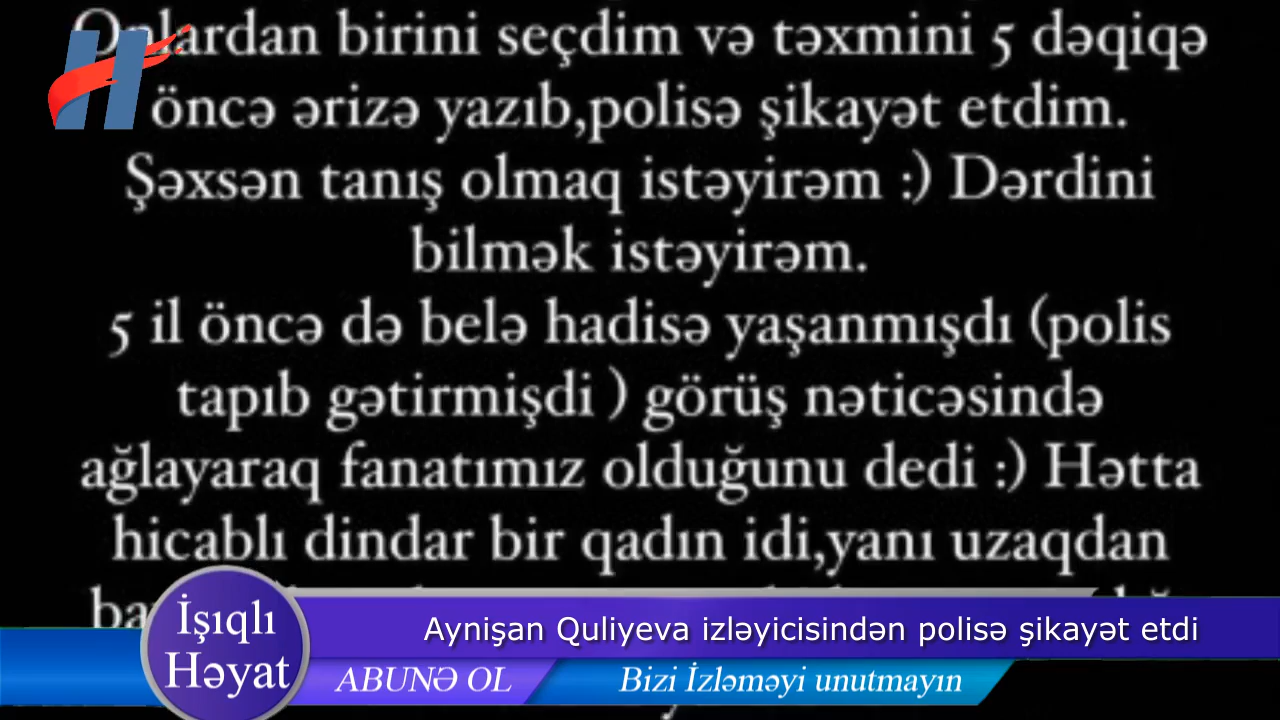 Onlardan birini seçdim və təxmini 5 dəqiqə
öncə ərizə yazıb,polisə şikayət etdim.
Şəxsən tanış olmaq istəyirəm :) Dərdini
bilmək istəyirəm.
5 il öncə də belə hadisə yaşanmışdı (polis
tapıb gətirmişdi ) görüş nəticəsində
ağlayaraq fanatımız olduğunu dedi :) Hətta
hicablı dindar bir qadın idi,yanı uzaqdan
İşıqlı
Həyat
Aynişan Quliyeva izləyicisindən polisə şikayət etdi
ABUNƏ OL
Bizi İzləməyi unutmayın